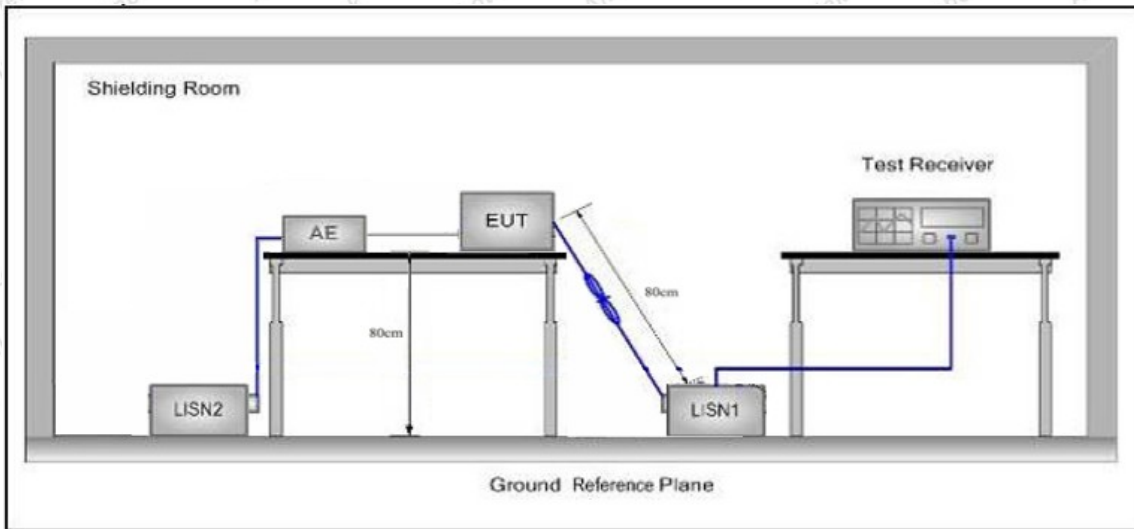 Shielding Room
Test Receiver
EUT
AE
80cm
80cm
LISN2
LISN1
Ground Reference Plane